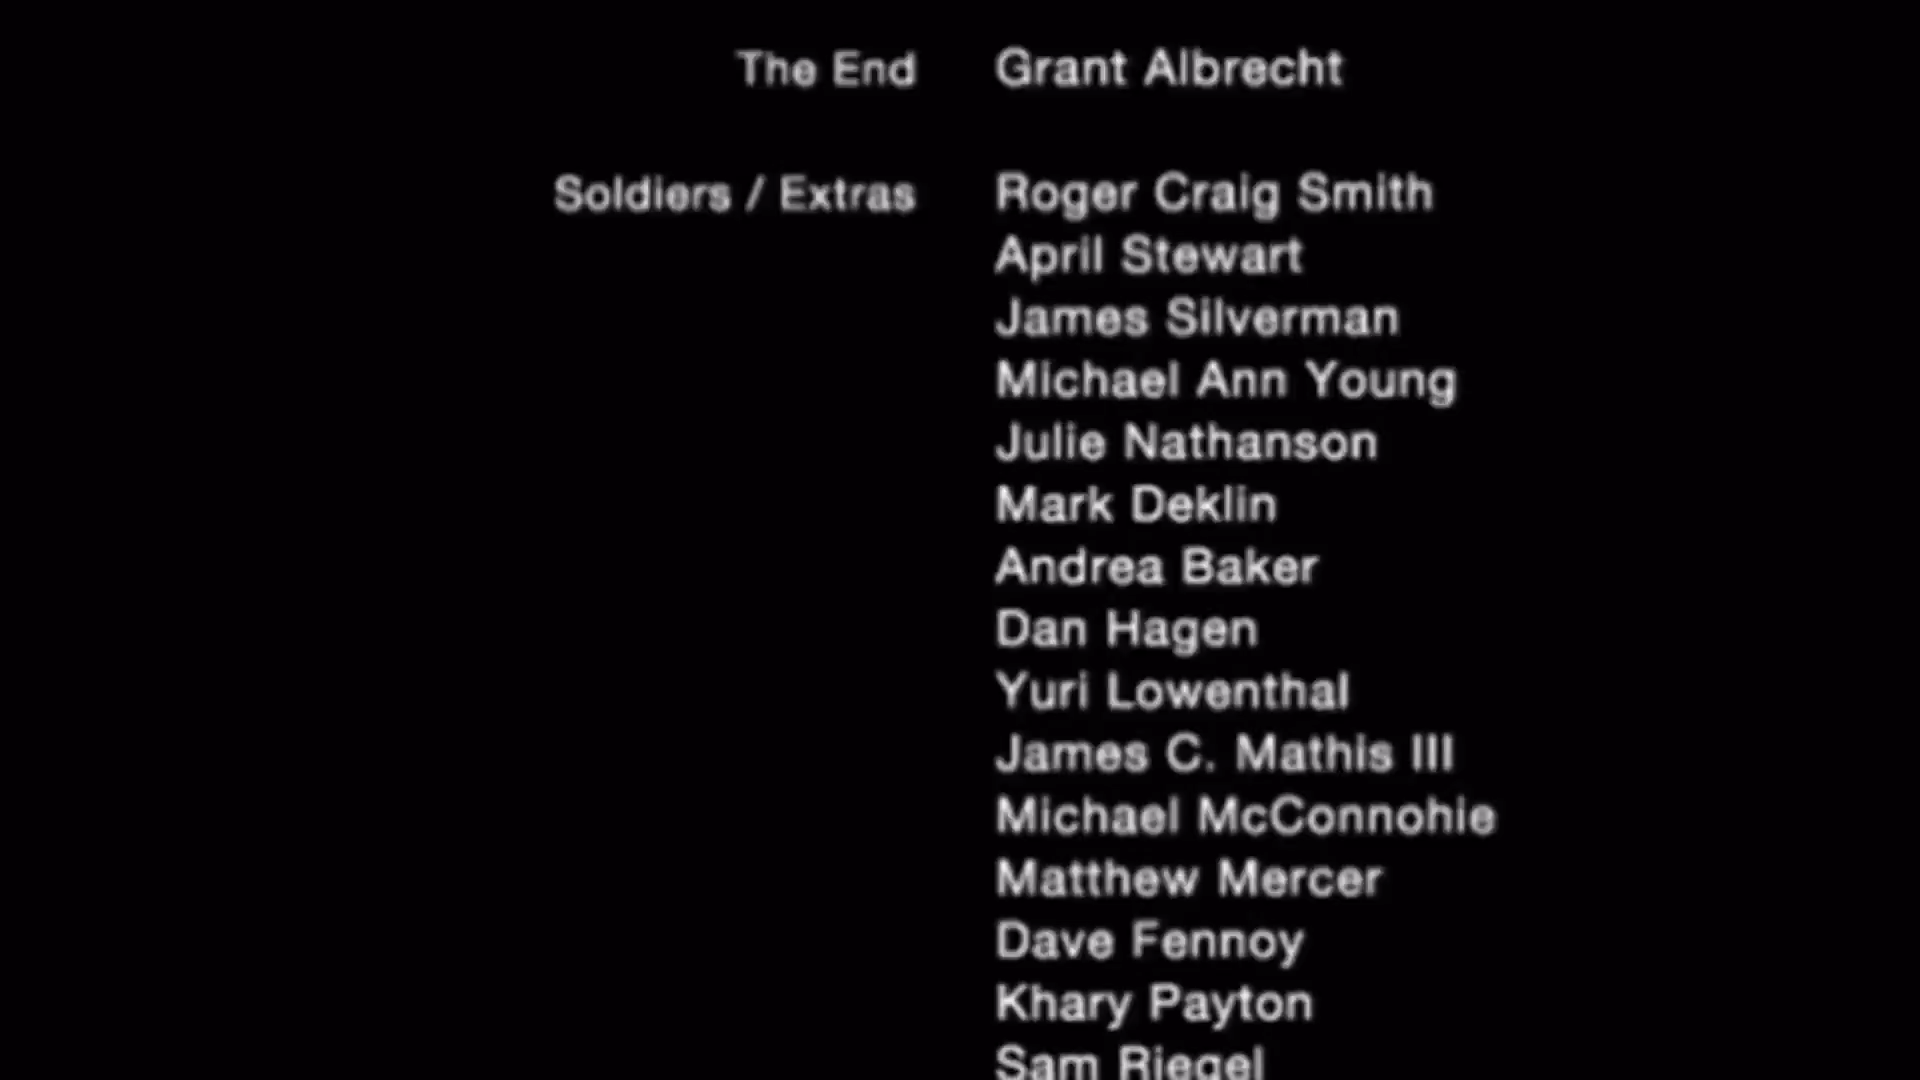 The End Grant Albrecht
Soldiers / Extras Roger Craig Smith
April Stewart
James Silverman
Michael Ann Young
Julie Nathanson
Mark Deklin
Andrea Baker
Dan Hagen
Yuri Lowenthal
James C. Mathis III
Michael McConnohie
Matthew Mercer
Dave Fennoy
Khary Payton
Sam Riegel